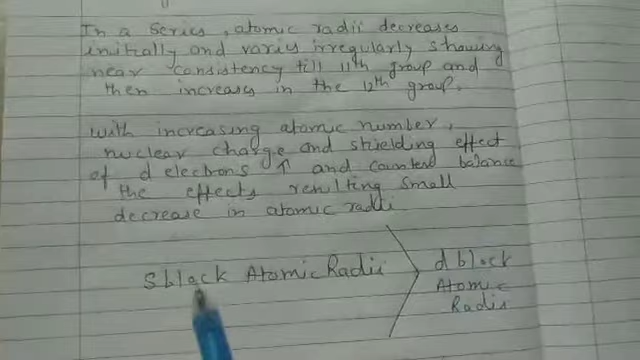 In a series, atomic radii decreases
initially and varies irregularly showing
near consistency till 11th group and
then increases in the 12th group.
with increasing atomic number,
nuclear charge and shielding effect
of d electrons ↑ and counters balance
the effects resulting small
decrease in atomic radii
S block Atomic Radii > d block
Atomic
Radii